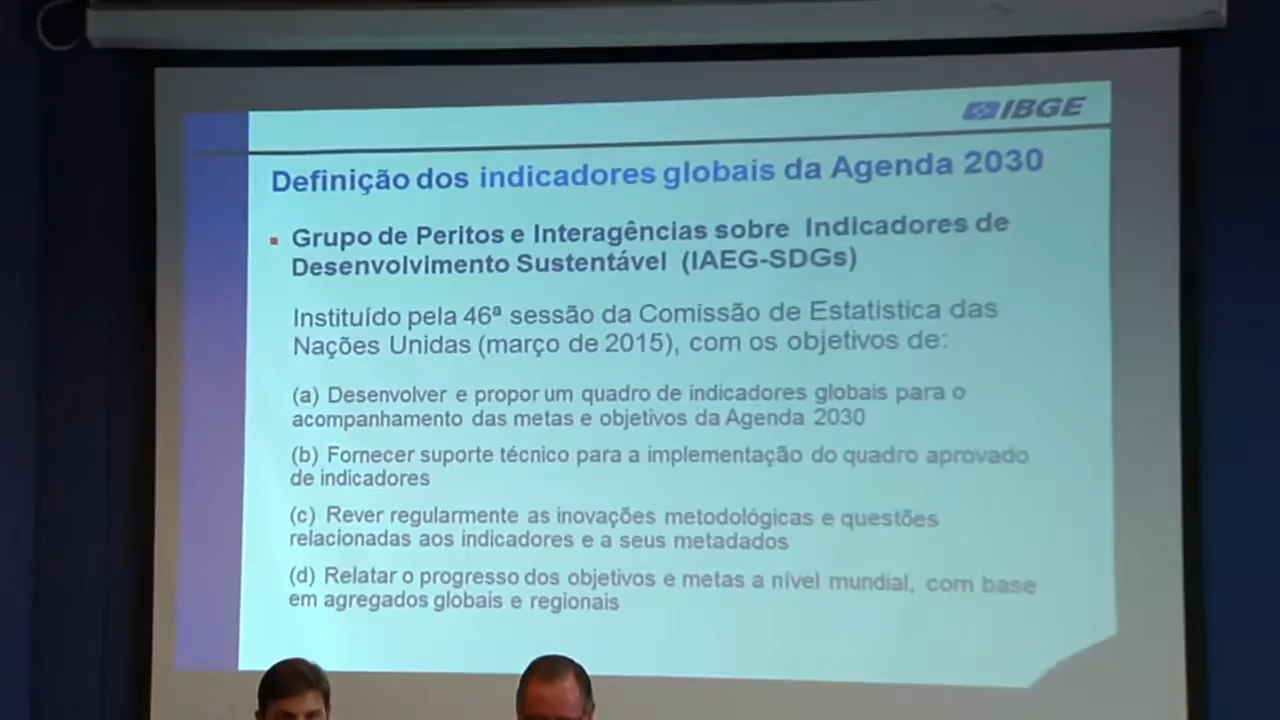 IBGE
Definição dos indicadores globais da Agenda 2030
Grupo de Peritos e Interagências sobre Indicadores de
Desenvolvimento Sustentável (IAEG-SDGs)
Instituído pela 46ª sessão da Comissão de Estatistica das
Nações Unidas (março de 2015), com os objetivos de:
(a) Desenvolver e propor um quadro de indicadores globais para o
acompanhamento das metas e objetivos da Agenda 2030
(b) Fornecer suporte técnico para a implementação do quadro aprovado
de indicadores
(c) Rever regularmente as inovações metodológicas e questões
relacionadas aos indicadores e a seus metadados
(d) Relatar o progresso dos objetivos e metas a nível mundial, com base
em agregados globais e regionais